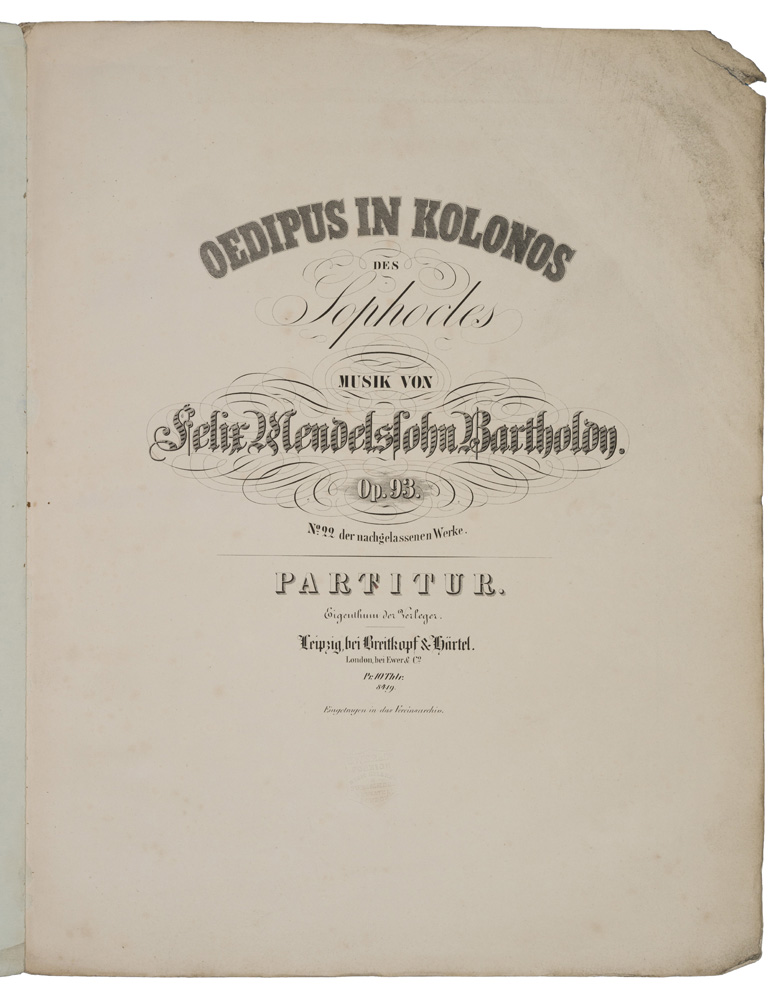 OEDIPUS IN KOLONOS
DES
Sophocles
MUSIK VON
Felix Mendelsſohn Bartholdy.
Op. 93.
No 22 der nachgelassenen Werke.
PARTITUR.
Eigenthum der Verleger.
Leipzig, bei Breitkopf & Härtel.
London, bei Ewer & Co.
Pr. 10 Thlr.
8419.
Eingetragen in das Vereinsarchiv.